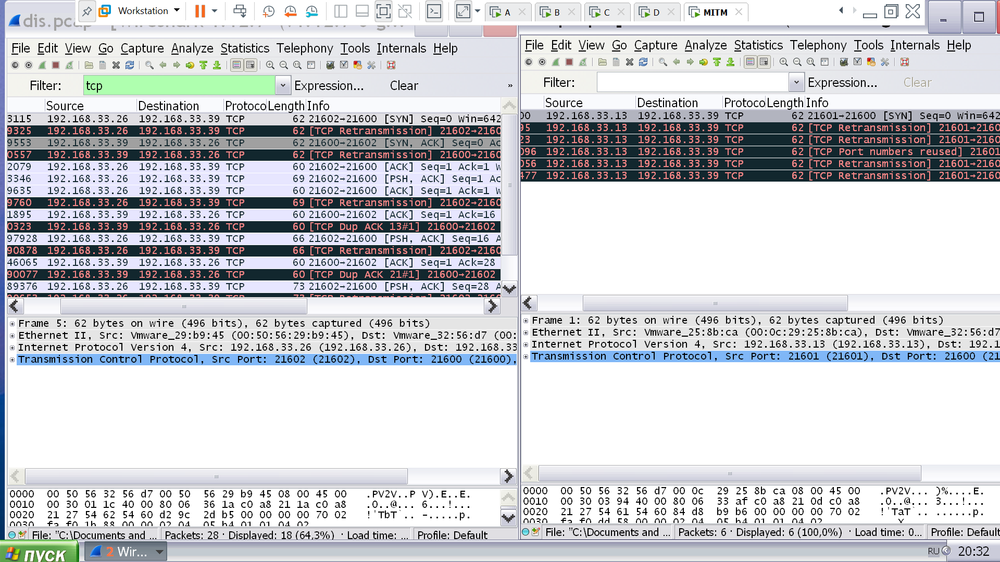 Workstation
A
B
C
D
MITM
dis.pcap
File Edit View Go Capture Analyze Statistics Telephony Tools Internals Help
Filter: tcp Expression... Clear »
Source Destination Protoco Length Info
3115 192.168.33.26 192.168.33.39 TCP 62 21602→21600 [SYN] Seq=0 Win=642
9325 192.168.33.26 192.168.33.39 TCP 62 [TCP Retransmission] 21602→2160
9553 192.168.33.39 192.168.33.26 TCP 62 21600→21602 [SYN, ACK] Seq=0 Ac
0557 192.168.33.39 192.168.33.26 TCP 62 [TCP Retransmission] 21600→2160
2079 192.168.33.26 192.168.33.39 TCP 60 21602→21600 [ACK] Seq=1 Ack=1 W
3346 192.168.33.26 192.168.33.39 TCP 69 21602→21600 [PSH, ACK] Seq=1 Ac
9635 192.168.33.26 192.168.33.39 TCP 60 21602→21600 [ACK] Seq=1 Ack=1 W
9760 192.168.33.26 192.168.33.39 TCP 69 [TCP Retransmission] 21602→2160
1895 192.168.33.39 192.168.33.26 TCP 60 21600→21602 [ACK] Seq=1 Ack=16
0323 192.168.33.39 192.168.33.26 TCP 60 [TCP Dup ACK 13#1] 21600→21602
97928 192.168.33.26 192.168.33.39 TCP 66 21602→21600 [PSH, ACK] Seq=16 A
90878 192.168.33.26 192.168.33.39 TCP 66 [TCP Retransmission] 21602→2160
46065 192.168.33.39 192.168.33.26 TCP 60 21600→21602 [ACK] Seq=1 Ack=28
90077 192.168.33.39 192.168.33.26 TCP 60 [TCP Dup ACK 21#1] 21600→21602
89376 192.168.33.26 192.168.33.39 TCP 73 21602→21600 [PSH, ACK] Seq=28 A
Frame 5: 62 bytes on wire (496 bits), 62 bytes captured (496 bits)
Ethernet II, Src: Vmware_29:b9:45 (00:50:56:29:b9:45), Dst: Vmware_32:56:d7 (00:
Internet Protocol Version 4, Src: 192.168.33.26 (192.168.33.26), Dst: 192.168.33
Transmission Control Protocol, Src Port: 21602 (21602), Dst Port: 21600 (21600),
0000 00 50 56 32 56 d7 00 50 56 29 b9 45 08 00 45 00 .PV2V..P V).E..E.
0010 00 30 01 1c 40 00 80 06 36 1a c0 a8 21 1a c0 a8 .0..@... 6...!...
0020 21 27 54 62 54 60 d2 9c 2d b5 00 00 00 00 70 02 !'TbT`.. -.....p.
0030 fa f0 1b 88 00 00 02 04 05 b4 01 01 04 02
File: "C:\Documents and ... Packets: 28 · Displayed: 18 (64,3%) · Load time: ... Profile: Default
File Edit View Go Capture Analyze Statistics Telephony Tools Internals Help
Filter: Expression... Clear
Source Destination Protoco Length Info
00 192.168.33.13 192.168.33.39 TCP 62 21601→21600 [SYN] Seq=0 Win=642
95 192.168.33.13 192.168.33.39 TCP 62 [TCP Retransmission] 21601→2160
23 192.168.33.13 192.168.33.39 TCP 62 [TCP Retransmission] 21601→2160
096 192.168.33.13 192.168.33.39 TCP 62 [TCP Port numbers reused] 21601
056 192.168.33.13 192.168.33.39 TCP 62 [TCP Retransmission] 21601→2160
477 192.168.33.13 192.168.33.39 TCP 62 [TCP Retransmission] 21601→2160
Frame 1: 62 bytes on wire (496 bits), 62 bytes captured (496 bits)
Ethernet II, Src: Vmware_25:8b:ca (00:0c:29:25:8b:ca), Dst: Vmware_32:56:d7
Internet Protocol Version 4, Src: 192.168.33.13 (192.168.33.13), Dst: 192.1
Transmission Control Protocol, Src Port: 21601 (21601), Dst Port: 21600 (21
0000 00 50 56 32 56 d7 00 0c 29 25 8b ca 08 00 45 00 .PV2V... )%....E.
0010 00 30 03 94 40 00 80 06 33 af c0 a8 21 0d c0 a8 .0..@... 3...!...
0020 21 27 54 61 54 60 84 d8 b9 b6 00 00 00 00 70 02 !'TaT`.. ......p.
0030 fa f0 dd 58 00 00 02 04 05 b4 01 01 04 02
File: "C:\Documents and ... Packets: 6 · Displayed: 6 (100,0%) · Load time: 0... Profile: Default
пуск
2 Wir...
RU
20:32